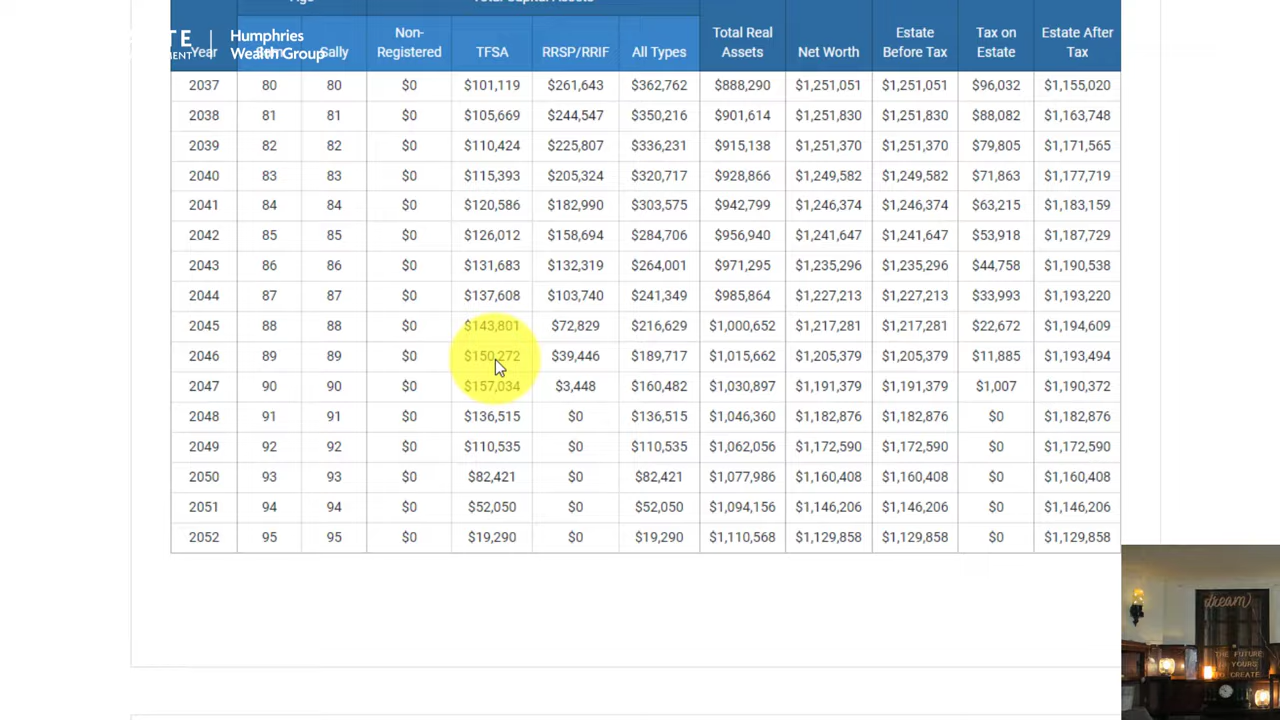 Total Capital Assets
Humphries
Wealth Group
Year
Sally
Non-
Registered
TFSA
RRSP/RRIF
All Types
Total Real
Assets
Net Worth
Estate
Before Tax
Tax on
Estate
Estate After
Tax
2037 80 80 $0 $101,119 $261,643 $362,762 $888,290 $1,251,051 $1,251,051 $96,032 $1,155,020
2038 81 81 $0 $105,669 $244,547 $350,216 $901,614 $1,251,830 $1,251,830 $88,082 $1,163,748
2039 82 82 $0 $110,424 $225,807 $336,231 $915,138 $1,251,370 $1,251,370 $79,805 $1,171,565
2040 83 83 $0 $115,393 $205,324 $320,717 $928,866 $1,249,582 $1,249,582 $71,863 $1,177,719
2041 84 84 $0 $120,586 $182,990 $303,575 $942,799 $1,246,374 $1,246,374 $63,215 $1,183,159
2042 85 85 $0 $126,012 $158,694 $284,706 $956,940 $1,241,647 $1,241,647 $53,918 $1,187,729
2043 86 86 $0 $131,683 $132,319 $264,001 $971,295 $1,235,296 $1,235,296 $44,758 $1,190,538
2044 87 87 $0 $137,608 $103,740 $241,349 $985,864 $1,227,213 $1,227,213 $33,993 $1,193,220
2045 88 88 $0 $143,801 $72,829 $216,629 $1,000,652 $1,217,281 $1,217,281 $22,672 $1,194,609
2046 89 89 $0 $150,272 $39,446 $189,717 $1,015,662 $1,205,379 $1,205,379 $11,885 $1,193,494
2047 90 90 $0 $157,034 $3,448 $160,482 $1,030,897 $1,191,379 $1,191,379 $1,007 $1,190,372
2048 91 91 $0 $136,515 $0 $136,515 $1,046,360 $1,182,876 $1,182,876 $0 $1,182,876
2049 92 92 $0 $110,535 $0 $110,535 $1,062,056 $1,172,590 $1,172,590 $0 $1,172,590
2050 93 93 $0 $82,421 $0 $82,421 $1,077,986 $1,160,408 $1,160,408 $0 $1,160,408
2051 94 94 $0 $52,050 $0 $52,050 $1,094,156 $1,146,206 $1,146,206 $0 $1,146,206
2052 95 95 $0 $19,290 $0 $19,290 $1,110,568 $1,129,858 $1,129,858 $0 $1,129,858
dream
THE FUTURE
IS YOURS
TO CREATE